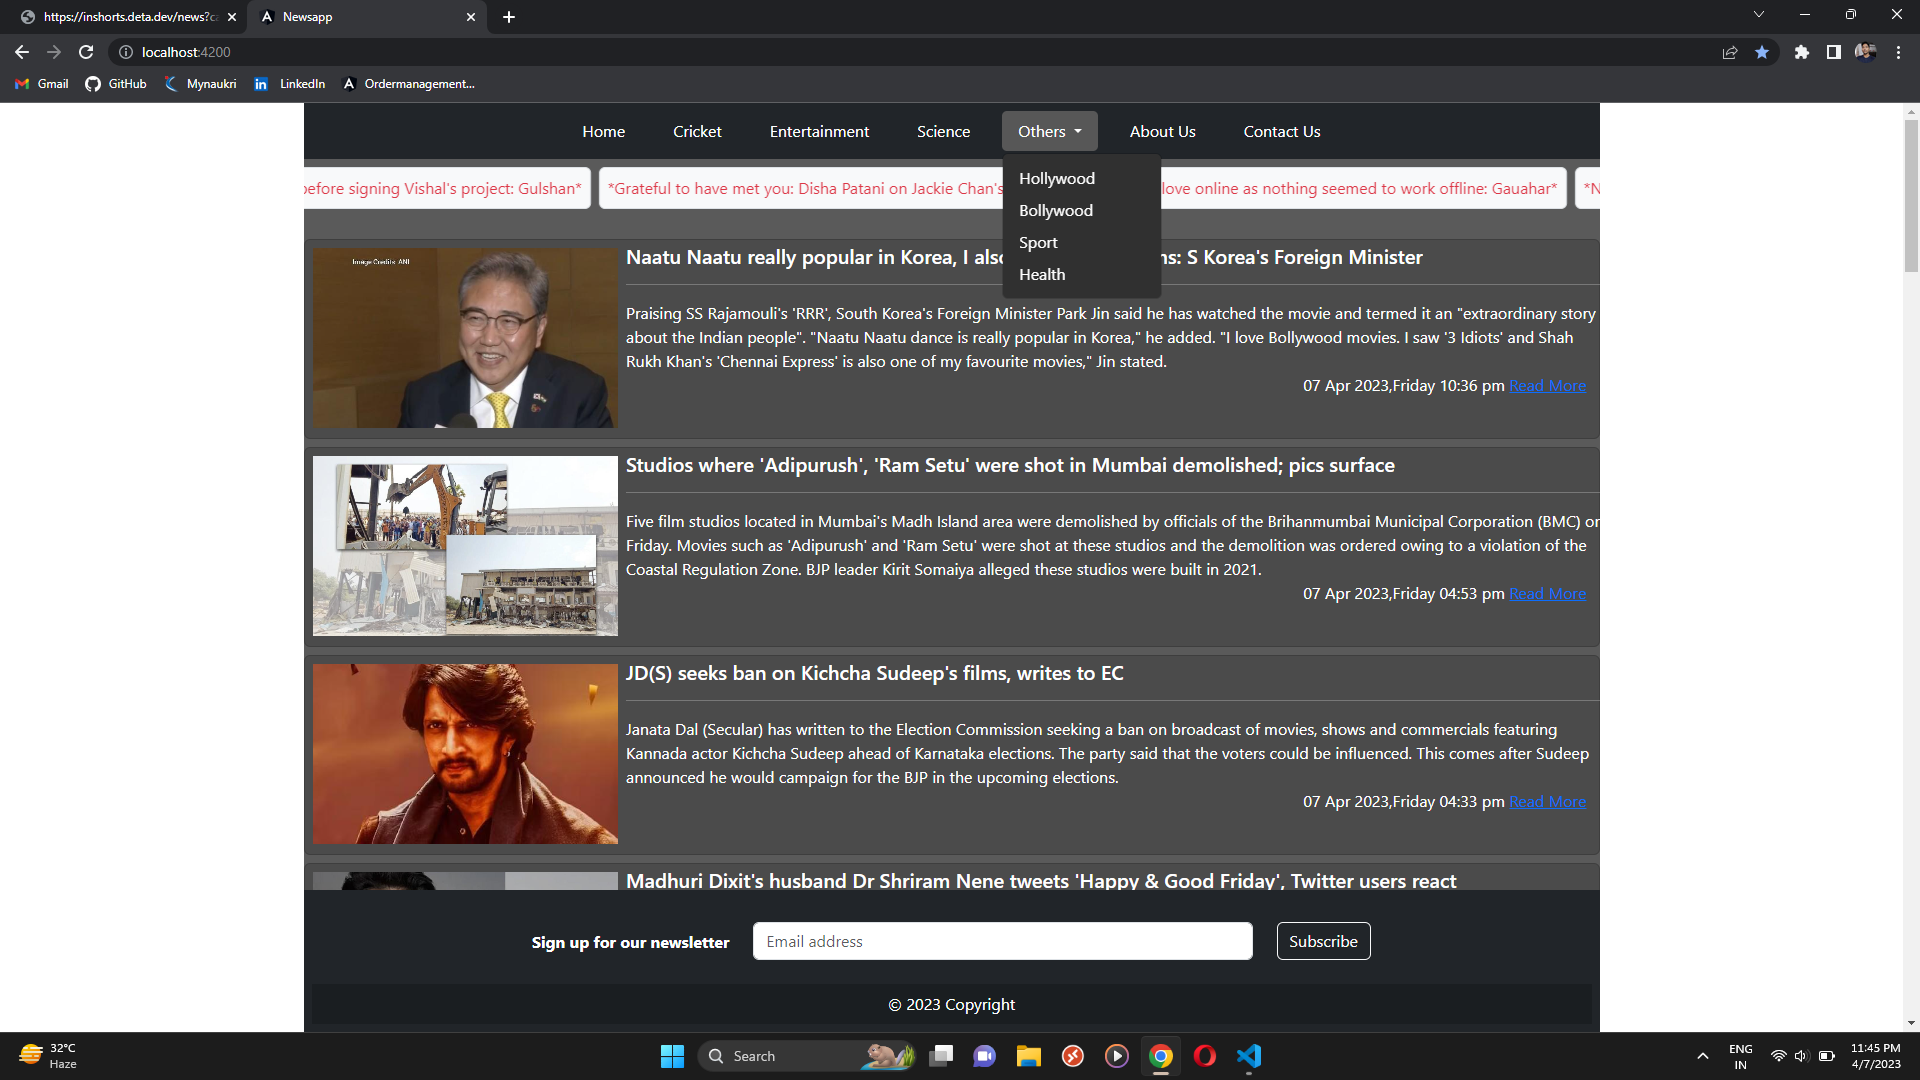 https://inshorts.deta.dev/news?ca
Newsapp
localhost:4200
Gmail
GitHub
Mynaukri
LinkedIn
Ordermanagement...
Home
Cricket
Entertainment
Science
Others
About Us
Contact Us
Hollywood
Bollywood
Sport
Health
before signing Vishal's project: Gulshan*
*Grateful to have met you: Disha Patani on Jackie Chan's
love online as nothing seemed to work offline: Gauahar*
*N
Image Credits: ANI
Naatu Naatu really popular in Korea, I also ns: S Korea's Foreign Minister
Praising SS Rajamouli's 'RRR', South Korea's Foreign Minister Park Jin said he has watched the movie and termed it an "extraordinary story
about the Indian people". "Naatu Naatu dance is really popular in Korea," he added. "I love Bollywood movies. I saw '3 Idiots' and Shah
Rukh Khan's 'Chennai Express' is also one of my favourite movies," Jin stated.
07 Apr 2023,Friday 10:36 pm Read More
Studios where 'Adipurush', 'Ram Setu' were shot in Mumbai demolished; pics surface
Five film studios located in Mumbai's Madh Island area were demolished by officials of the Brihanmumbai Municipal Corporation (BMC) on
Friday. Movies such as 'Adipurush' and 'Ram Setu' were shot at these studios and the demolition was ordered owing to a violation of the
Coastal Regulation Zone. BJP leader Kirit Somaiya alleged these studios were built in 2021.
07 Apr 2023,Friday 04:53 pm Read More
JD(S) seeks ban on Kichcha Sudeep's films, writes to EC
Janata Dal (Secular) has written to the Election Commission seeking a ban on broadcast of movies, shows and commercials featuring
Kannada actor Kichcha Sudeep ahead of Karnataka elections. The party said that the voters could be influenced. This comes after Sudeep
announced he would campaign for the BJP in the upcoming elections.
07 Apr 2023,Friday 04:33 pm Read More
Madhuri Dixit's husband Dr Shriram Nene tweets 'Happy & Good Friday', Twitter users react
Sign up for our newsletter
Email address
Subscribe
© 2023 Copyright
32°C
Haze
Search
ENG
IN
11:45 PM
4/7/2023